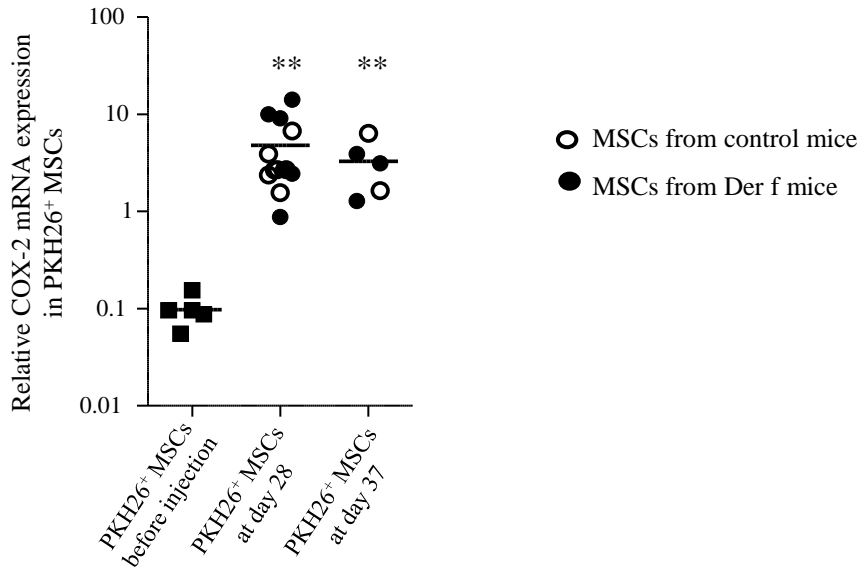 Relative COX-2 mRNA expression
in PKH26⁺ MSCs
100
10
1
0.1
0.01
**
**
PKH26⁺ MSCs
before injection
PKH26⁺ MSCs
at day 28
PKH26⁺ MSCs
at day 37
MSCs from control mice
MSCs from Der f mice